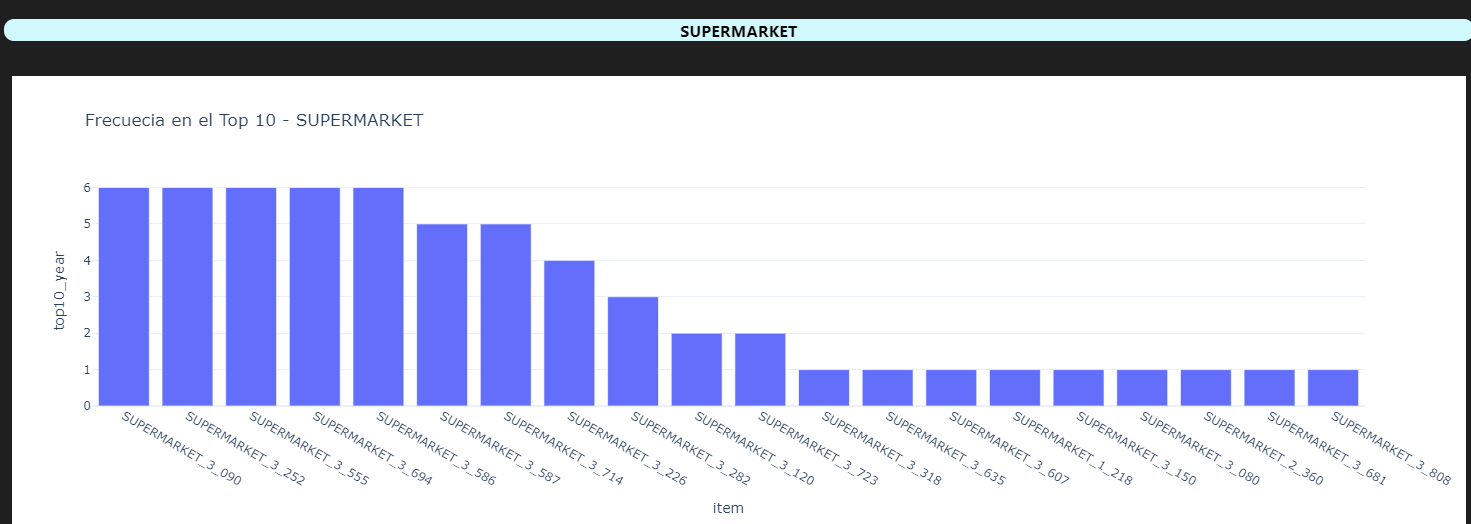 SUPERMARKET
Frecuecia en el Top 10 - SUPERMARKET
6
5
4
3
2
1
0
top10_year
SUPERMARKET_3_090
SUPERMARKET_3_252
SUPERMARKET_3_555
SUPERMARKET_3_694
SUPERMARKET_3_586
SUPERMARKET_3_587
SUPERMARKET_3_714
SUPERMARKET_3_226
SUPERMARKET_3_282
SUPERMARKET_3_120
SUPERMARKET_3_723
SUPERMARKET_3_318
SUPERMARKET_3_635
SUPERMARKET_3_607
SUPERMARKET_1_218
SUPERMARKET_3_150
SUPERMARKET_3_080
SUPERMARKET_2_360
SUPERMARKET_3_681
SUPERMARKET_3_808
item